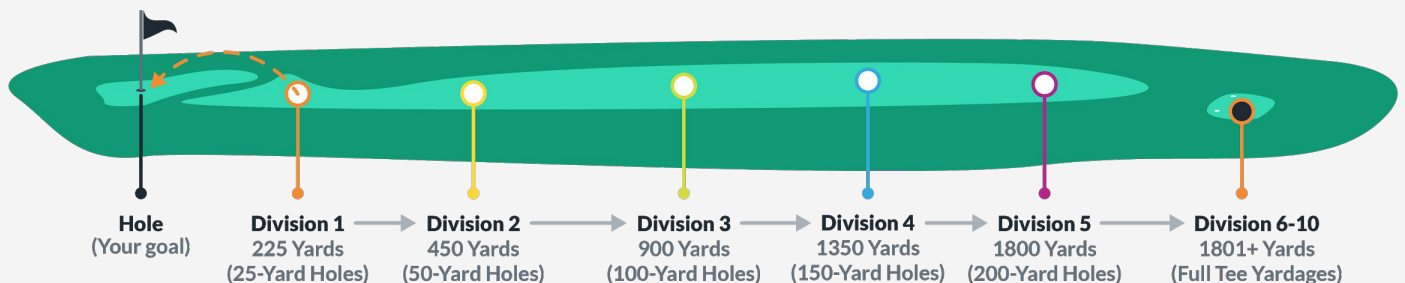 Hole
(Your goal)
Division 1
225 Yards
(25-Yard Holes)
Division 2
450 Yards
(50-Yard Holes)
Division 3
900 Yards
(100-Yard Holes)
Division 4
1350 Yards
(150-Yard Holes)
Division 5
1800 Yards
(200-Yard Holes)
Division 6-10
1801+ Yards
(Full Tee Yardages)